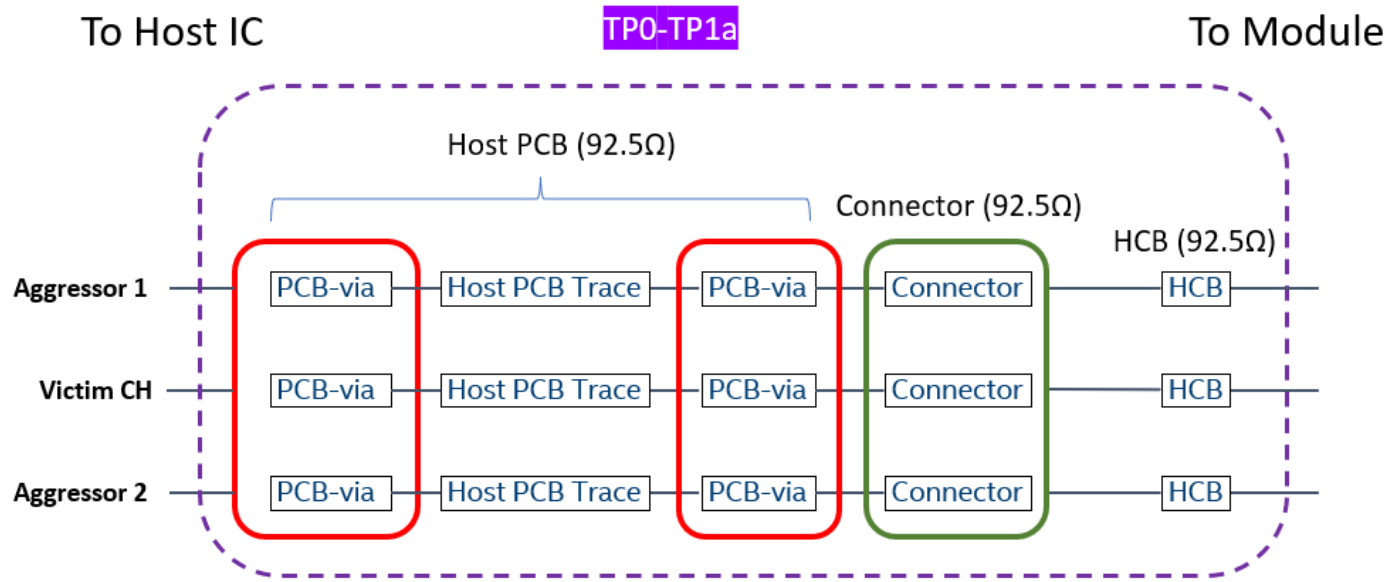 To Host IC
TP0-TP1a
To Module
Host PCB (92.5Ω)
Connector (92.5Ω)
HCB (92.5Ω)
Aggressor 1 PCB-via Host PCB Trace PCB-via Connector HCB
Victim CH PCB-via Host PCB Trace PCB-via Connector HCB
Aggressor 2 PCB-via Host PCB Trace PCB-via Connector HCB